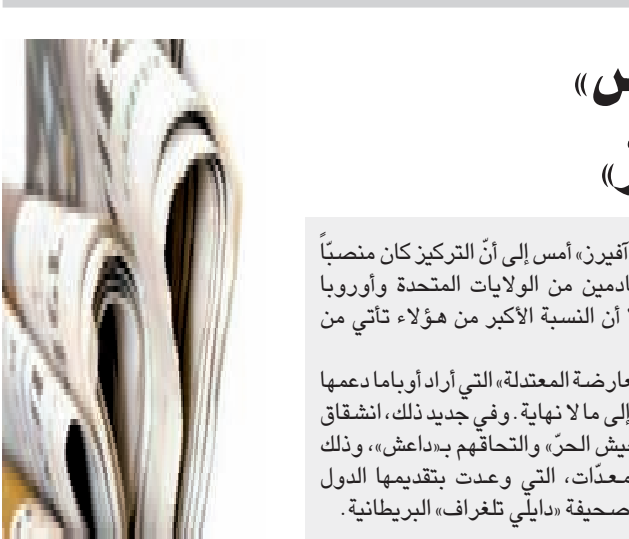 آفيرز» أمس إلى أنّ التركيز كان منصبّاً
ادمين من الولايات المتحدة وأوروبا
أن النسبة الأكبر من هؤلاء تأتي من
عارضة المعتدلة» التي أراد أوباما دعمها
إلى ما لا نهاية. وفي جديد ذلك، انشقاق
يش الحرّ» والتحاقهم بـ«داعش»، وذلك
معدّات، التي وعدت بتقديمها الدول
صحيفة «دايلي تلغراف» البريطانية.